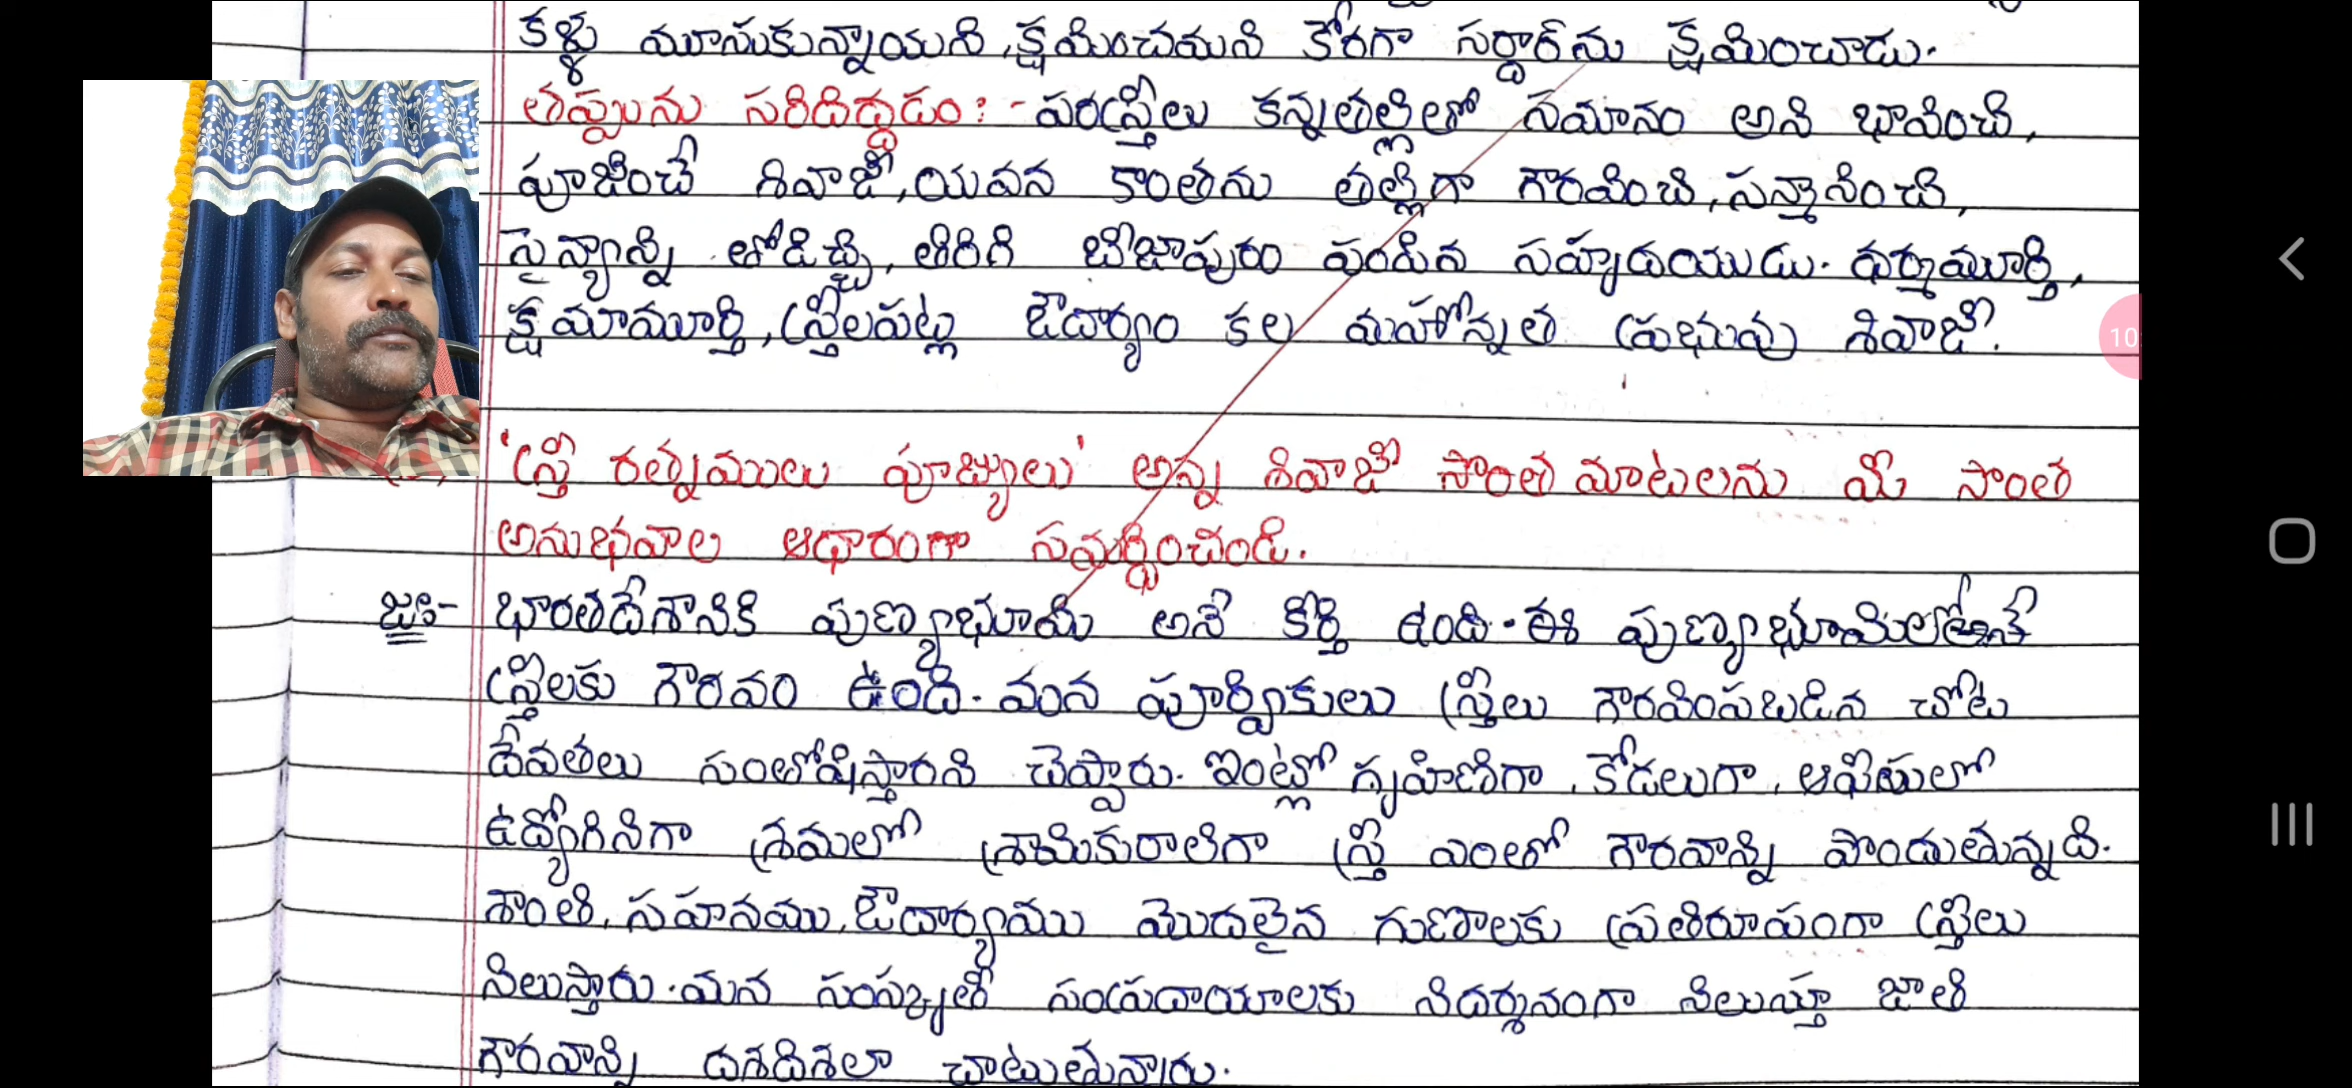 కళ్ళు మూసుకున్నాయని, క్షమించమని కోరగా సర్దార్‌ను క్షమించాడు.
తప్పును సరిదిద్దడం :- పరస్త్రీలు కన్నతల్లితో సమానం అని భావించి,
పూజించే శివాజీ, యవన కాంతను తల్లిగా గౌరవించి, సన్మానించి,
సైన్యాన్ని తోడిచ్చి, తిరిగి బీజాపురం పంపిన సహృదయుడు. ధర్మమూర్తి,
క్షమామూర్తి, స్త్రీలపట్ల ఔదార్యం కల మహోన్నత ప్రభువు శివాజీ.
10
'స్త్రీ రత్నములు పూజ్యులు' అన్న శివాజీ సొంత మాటలను మీ సొంత
అనుభవాల ఆధారంగా సమర్థించండి.
జ:- భారతదేశానికి పుణ్యాభూమి అనే కీర్తి ఉంది. ఈ పుణ్యాభూమిలోనే
స్త్రీలకు గౌరవం ఉంది. మన పూర్వికులు స్త్రీలు గౌరవింపబడిన చోట
దేవతలు సంతోషిస్తారని చెప్పారు. ఇంట్లో గృహిణిగా, కోడలుగా, ఆఫీసులో
ఉద్యోగినిగా శ్రమలో శ్రామికురాలిగా స్త్రీ ఎంతో గౌరవాన్ని పొందుతున్నది.
శాంతి, సహనము, ఔదార్యము మొదలైన గుణాలకు ప్రతిరూపంగా స్త్రీలు
నిలుస్తారు. మన సంస్కృతీ సంప్రదాయాలకు నిదర్శనంగా నిలుస్తూ జాతి
గౌరవాన్ని దశదిశలా చాటుతున్నారు.